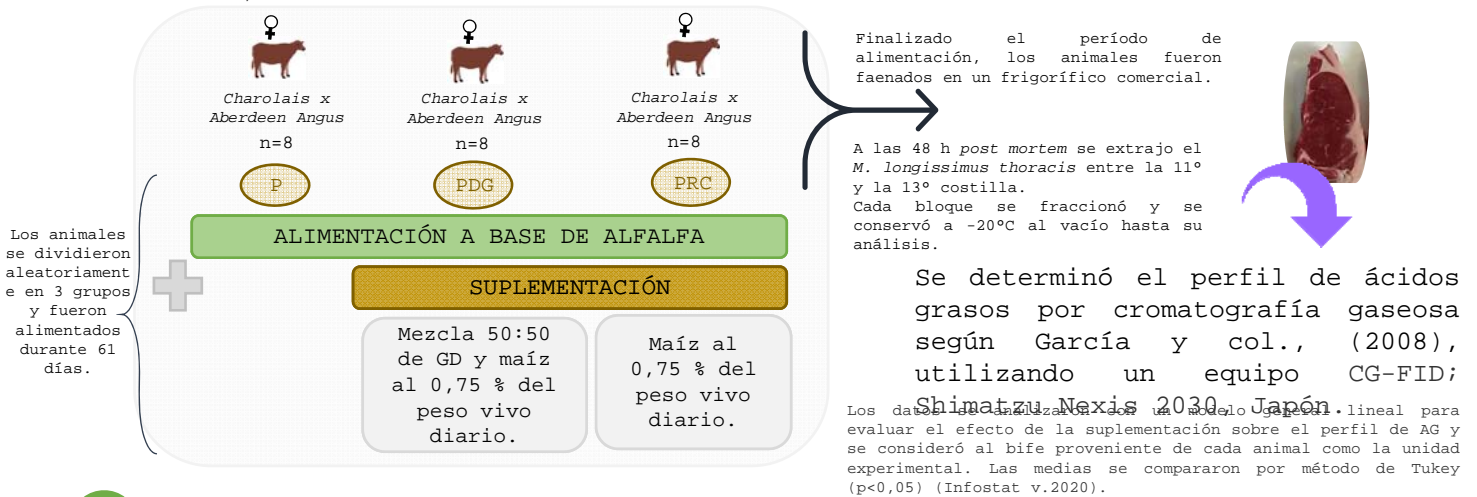 Charolais x
Aberdeen Angus
n=8
P
Charolais x
Aberdeen Angus
n=8
PDG
Charolais x
Aberdeen Angus
n=8
PRC
Los animales
se dividieron
aleatoriament
e en 3 grupos
y fueron
alimentados
durante 61
días.
ALIMENTACIÓN A BASE DE ALFALFA
SUPLEMENTACIÓN
Mezcla 50:50
de GD y maíz
al 0,75 % del
peso vivo
diario.
Maíz al
0,75 % del
peso vivo
diario.
Finalizado el período de
alimentación, los animales fueron
faenados en un frigorífico comercial.
A las 48 h post mortem se extrajo el
M. longissimus thoracis entre la 11°
y la 13° costilla.
Cada bloque se fraccionó y se
conservó a -20°C al vacío hasta su
análisis.
Se determinó el perfil de ácidos
grasos por cromatografía gaseosa
según García y col., (2008),
utilizando un equipo CG-FID;
Shimatzu Nexis 2030, Japón.
Los datos se analizaron con un modelo general lineal para
evaluar el efecto de la suplementación sobre el perfil de AG y
se consideró al bife proveniente de cada animal como la unidad
experimental. Las medias se compararon por método de Tukey
(p<0,05) (Infostat v.2020).